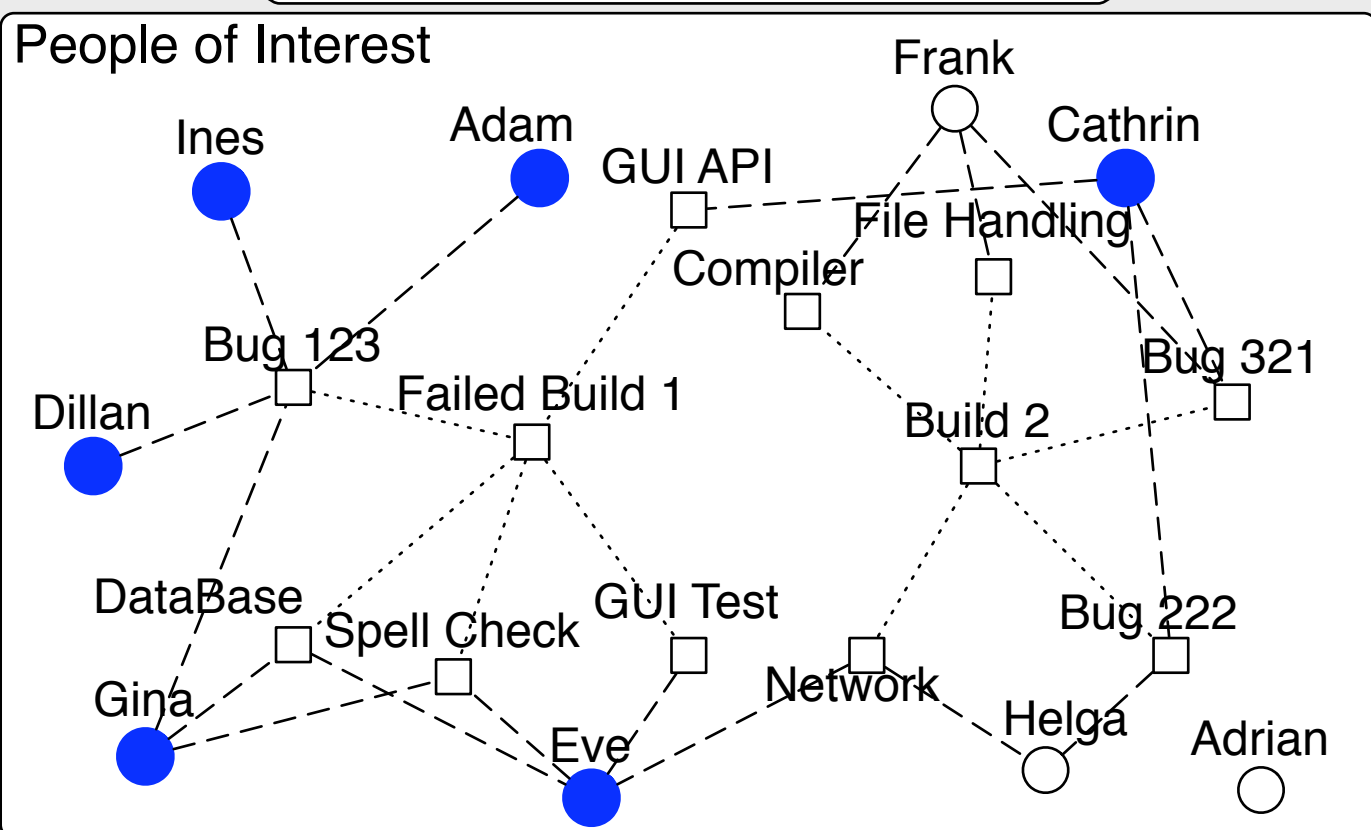 People of Interest
Frank
Ines
Adam
Cathrin
GUI API
File Handling
Compiler
Bug 123
Bug 321
Failed Build 1
Dillan
Build 2
DataBase
GUI Test
Spell Check
Bug 222
Network
Gina
Helga
Eve
Adrian